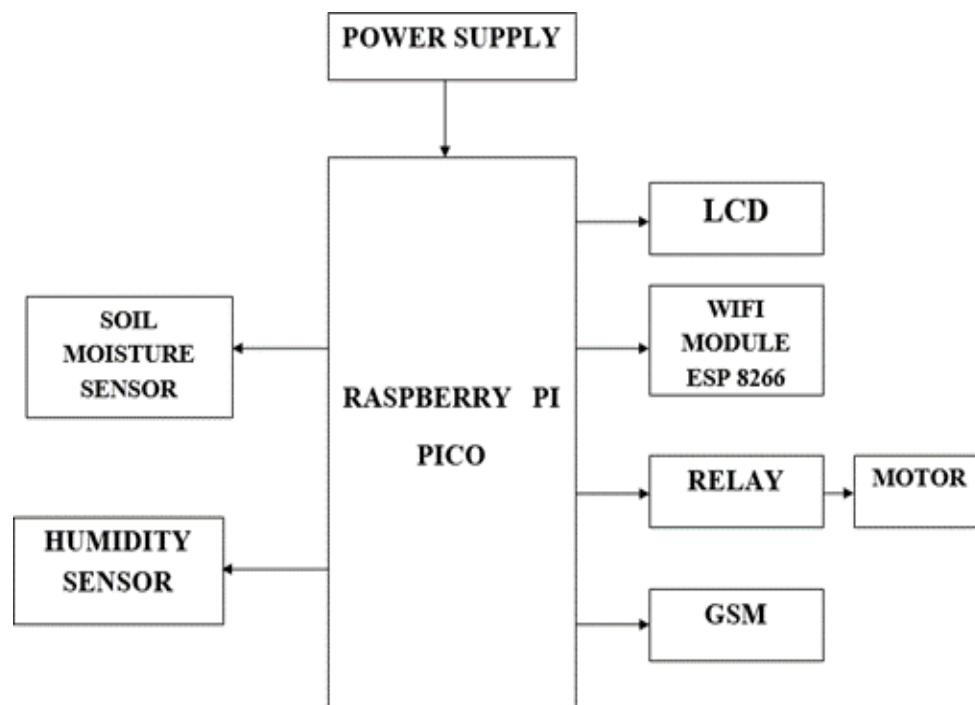 POWER SUPPLY
LCD
SOIL
MOISTURE
SENSOR
WIFI
MODULE
ESP 8266
RASPBERRY PI
PICO
RELAY
MOTOR
HUMIDITY
SENSOR
GSM